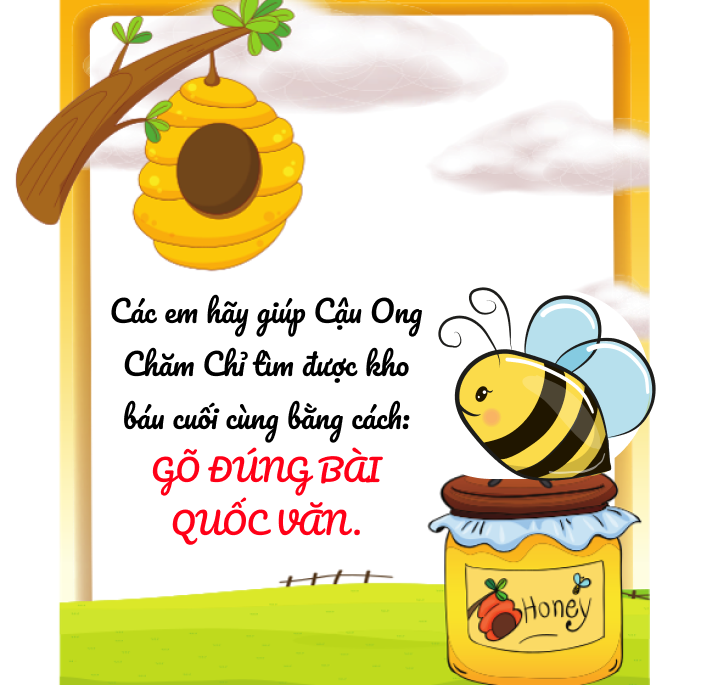 Các em hãy giúp Cậu Ong
Chăm Chỉ tìm được kho
báu cuối cùng bằng cách:
GÕ ĐÚNG BÀI
QUỐC VĂN.
Honey